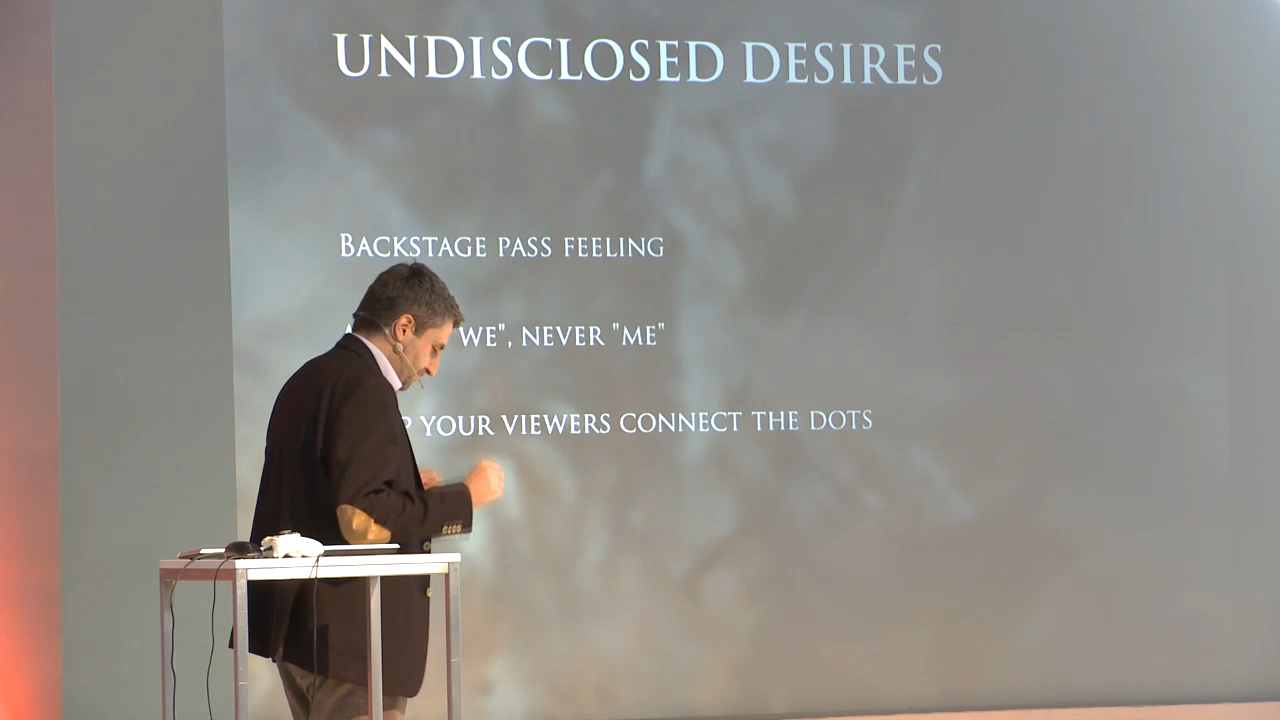 UNDISCLOSED DESIRES
BACKSTAGE PASS FEELING
WE", NEVER "ME"
YOUR VIEWERS CONNECT THE DOTS